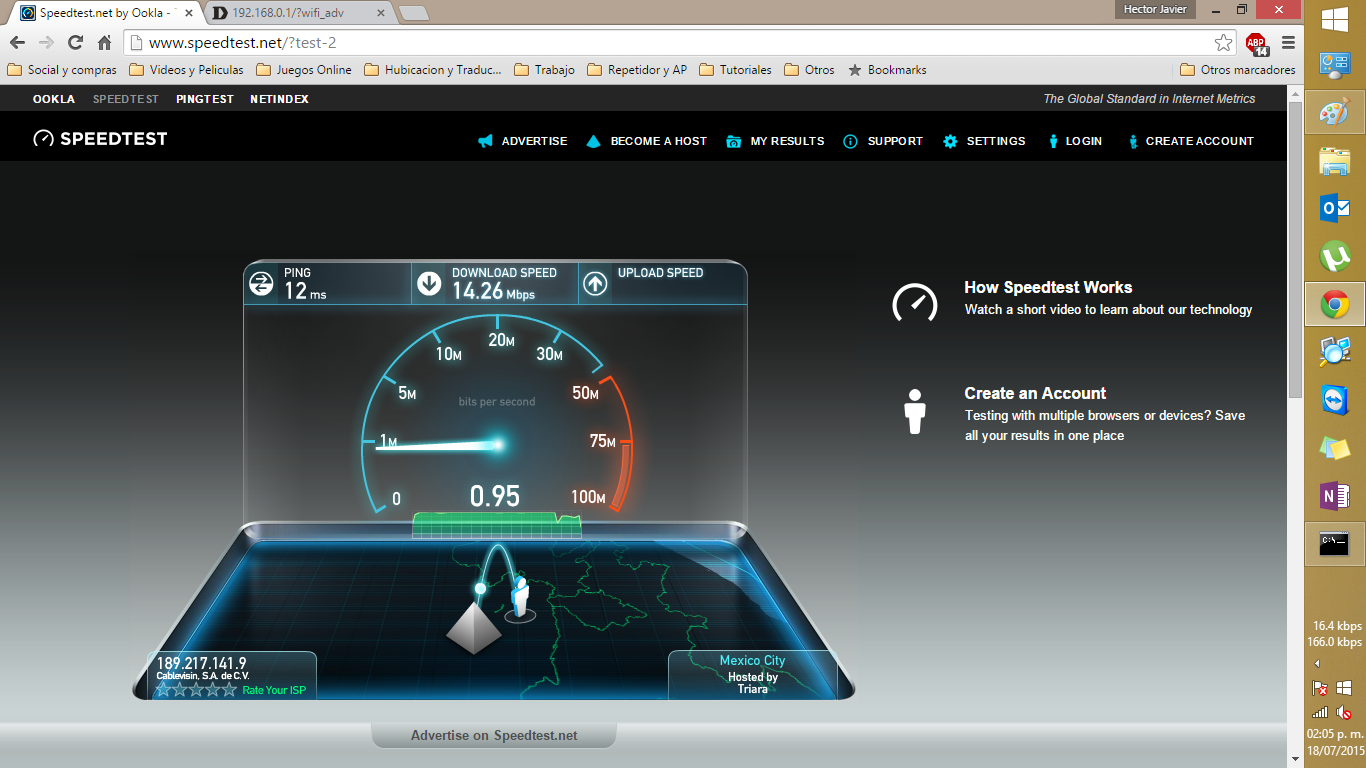 Speedtest.net by Ookla -
192.168.0.1/?wifi_adv
Hector Javier
www.speedtest.net/?test-2
ABP
14
Social y compras
Videos y Peliculas
Juegos Online
Hubicacion y Traduc...
Trabajo
Repetidor y AP
Tutoriales
Otros
Bookmarks
Otros marcadores
OOKLA SPEEDTEST PINGTEST NETINDEX
The Global Standard in Internet Metrics
SPEEDTEST
ADVERTISE
BECOME A HOST
MY RESULTS
SUPPORT
SETTINGS
LOGIN
CREATE ACCOUNT
PING
12 ms
DOWNLOAD SPEED
14.26 Mbps
UPLOAD SPEED
20M
10M
30M
5M
50M
bits per second
1M
75M
0
100M
0.95
How Speedtest Works
Watch a short video to learn about our technology
Create an Account
Testing with multiple browsers or devices? Save
all your results in one place
189.217.141.9
Cablevisin, S.A. de C.V.
Rate Your ISP
Mexico City
Hosted by
Triara
Advertise on Speedtest.net
C:\
16.4 kbps
166.0 kbps
02:05 p. m.
18/07/2015